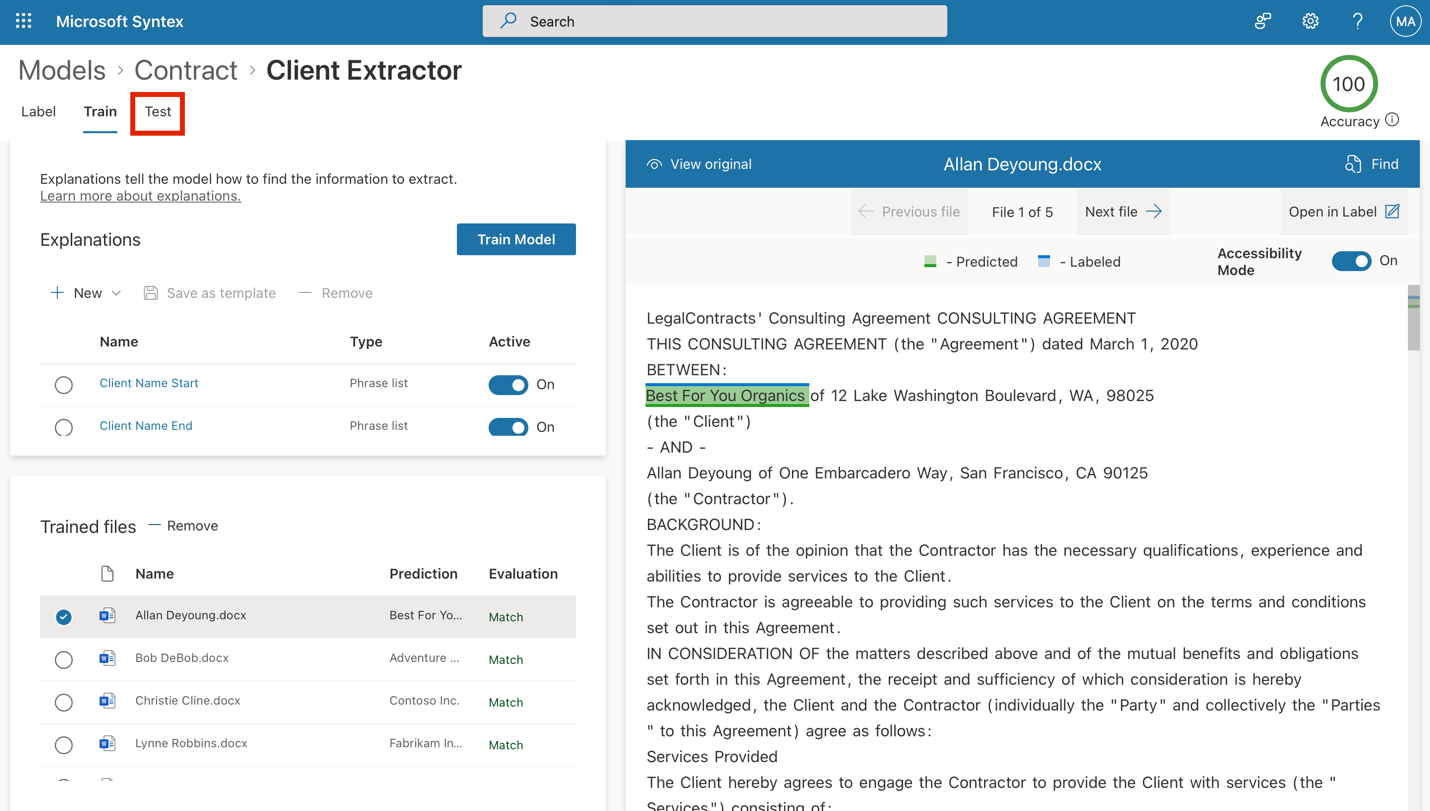 Microsoft Syntex
Search
MA
Models > Contract > Client Extractor
100
Accuracy
Label
Train
Test
Explanations tell the model how to find the information to extract.
Learn more about explanations.
Explanations
Train Model
New
Save as template
Remove
Name Type Active
Client Name Start Phrase list On
Client Name End Phrase list On
Trained files
Remove
Name Prediction Evaluation
Allan Deyoung.docx Best For Yo... Match
Bob DeBob.docx Adventure ... Match
Christie Cline.docx Contoso Inc. Match
Lynne Robbins.docx Fabrikam In... Match
View original
Allan Deyoung.docx
Find
Previous file
File 1 of 5
Next file
Open in Label
- Predicted
- Labeled
Accessibility
Mode
On
LegalContracts' Consulting Agreement CONSULTING AGREEMENT
THIS CONSULTING AGREEMENT (the "Agreement") dated March 1, 2020
BETWEEN:
Best For You Organics of 12 Lake Washington Boulevard, WA, 98025
(the "Client")
- AND -
Allan Deyoung of One Embarcadero Way, San Francisco, CA 90125
(the "Contractor").
BACKGROUND:
The Client is of the opinion that the Contractor has the necessary qualifications, experience and
abilities to provide services to the Client.
The Contractor is agreeable to providing such services to the Client on the terms and conditions
set out in this Agreement.
IN CONSIDERATION OF the matters described above and of the mutual benefits and obligations
set forth in this Agreement, the receipt and sufficiency of which consideration is hereby
acknowledged, the Client and the Contractor (individually the "Party" and collectively the "Parties
" to this Agreement) agree as follows:
Services Provided
The Client hereby agrees to engage the Contractor to provide the Client with services (the "
Services") consisting of: